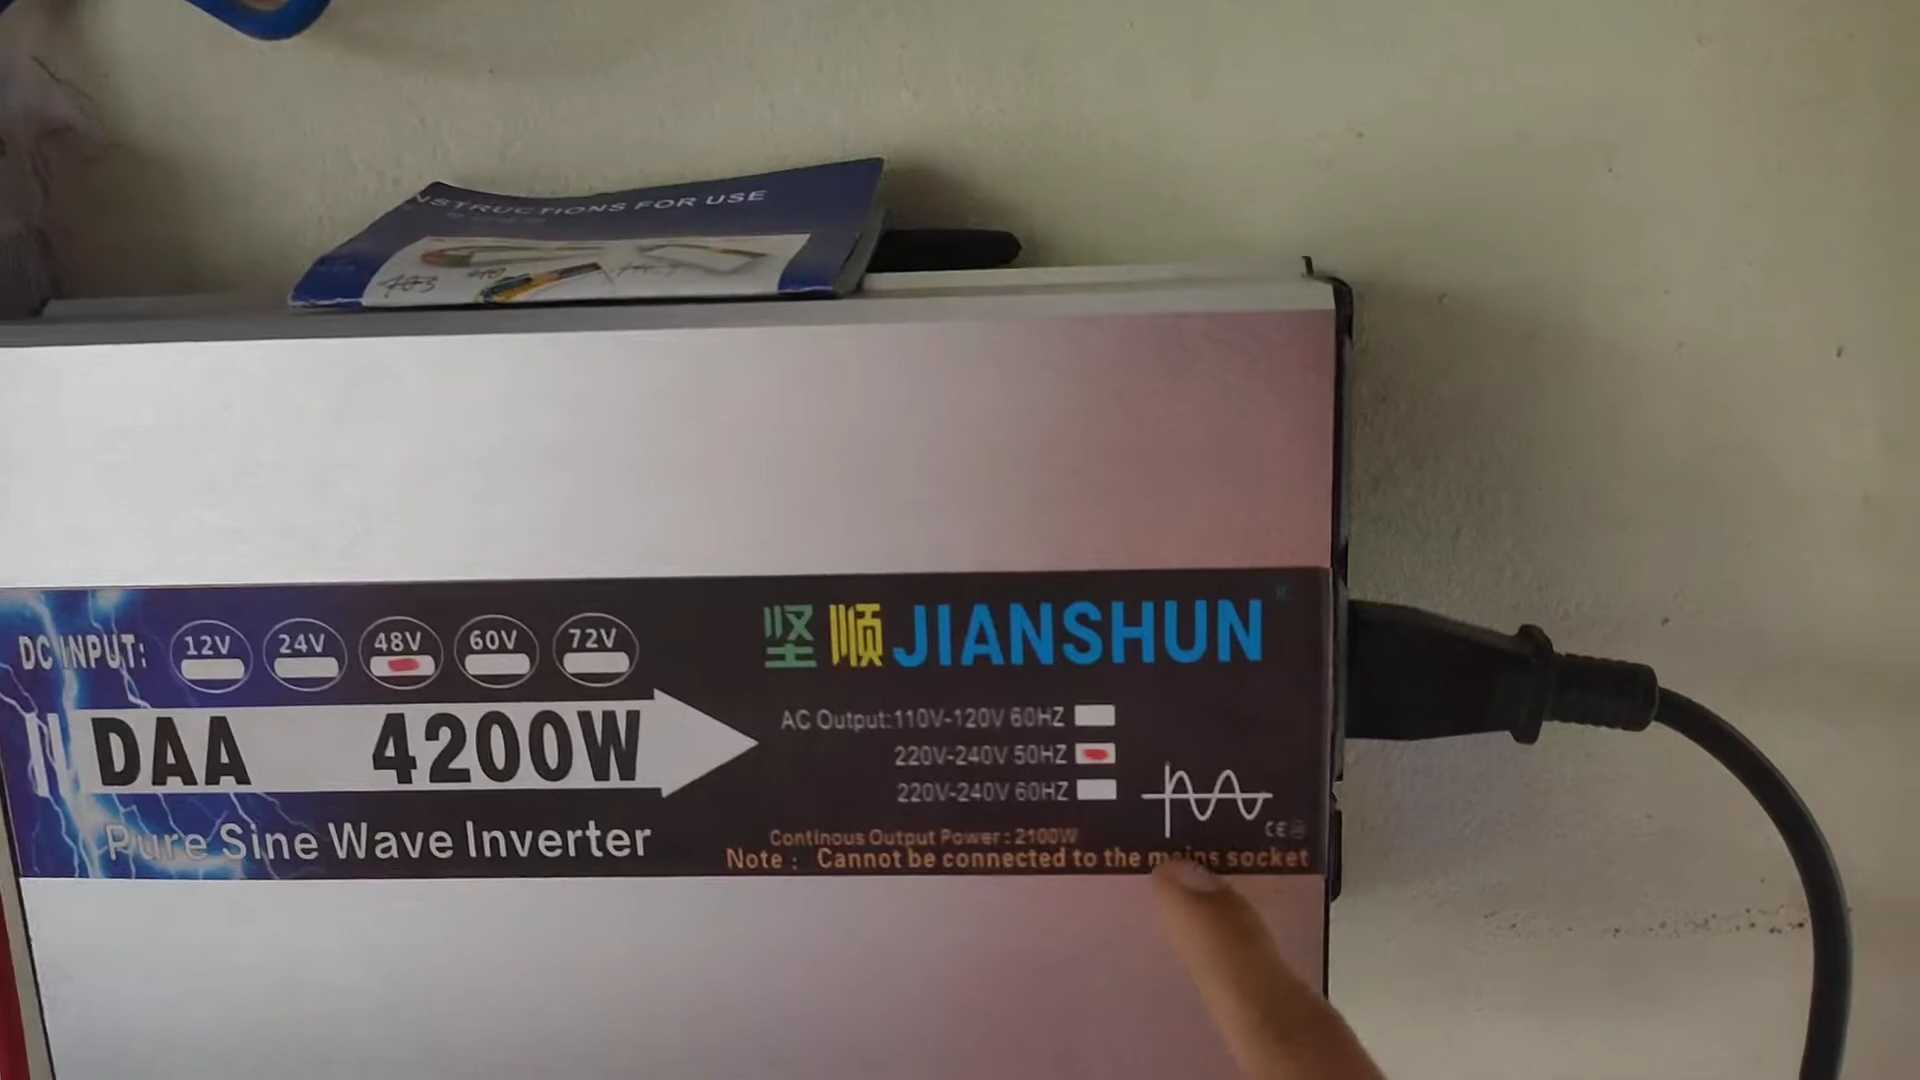 INSTRUCTIONS FOR USE
DC INPUT: 12V 24V 48V 60V 72V
DAA 4200W
Pure Sine Wave Inverter
坚顺 JIANSHUN
AC Output:110V-120V 60HZ
220V-240V 50HZ
220V-240V 60HZ
CE
Continous Output Power : 2100W
Note : Cannot be connected to the mains socket